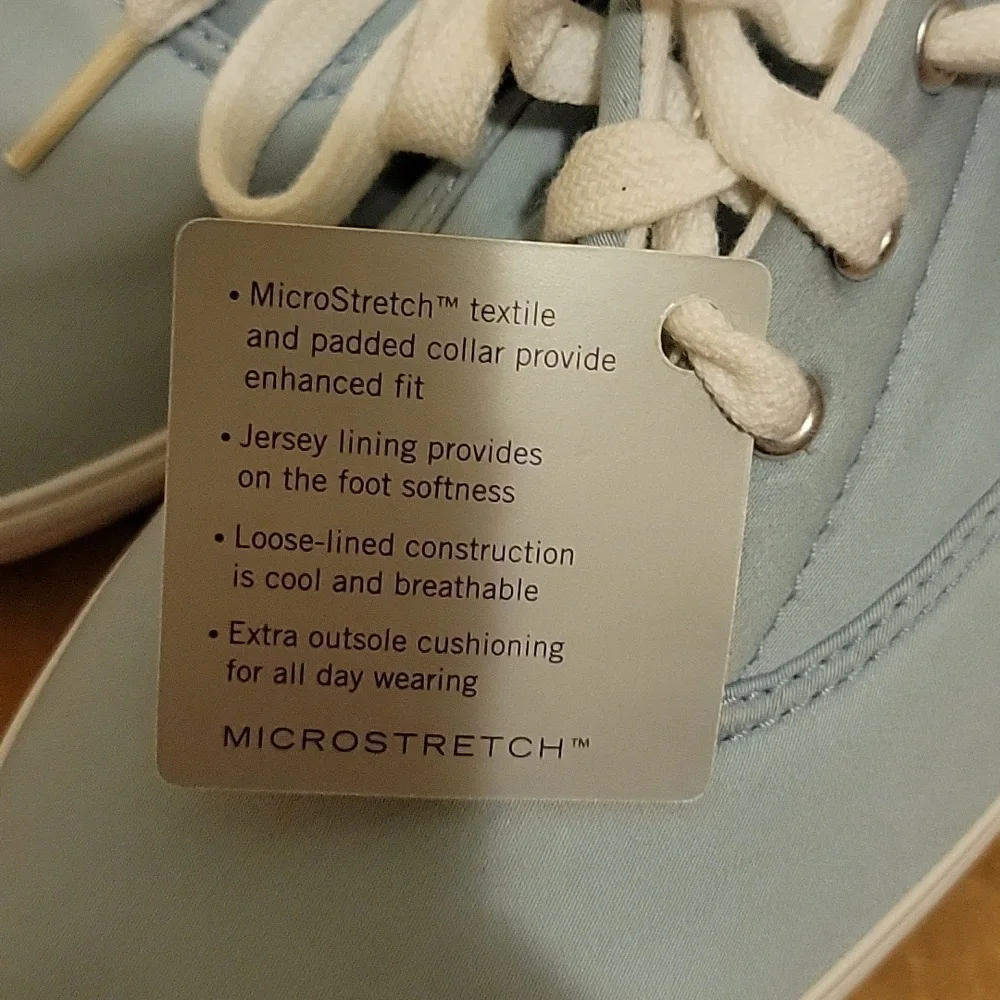 • MicroStretch™ textile
and padded collar provide
enhanced fit
• Jersey lining provides
on the foot softness
• Loose-lined construction
is cool and breathable
• Extra outsole cushioning
for all day wearing
MICROSTRETCH™